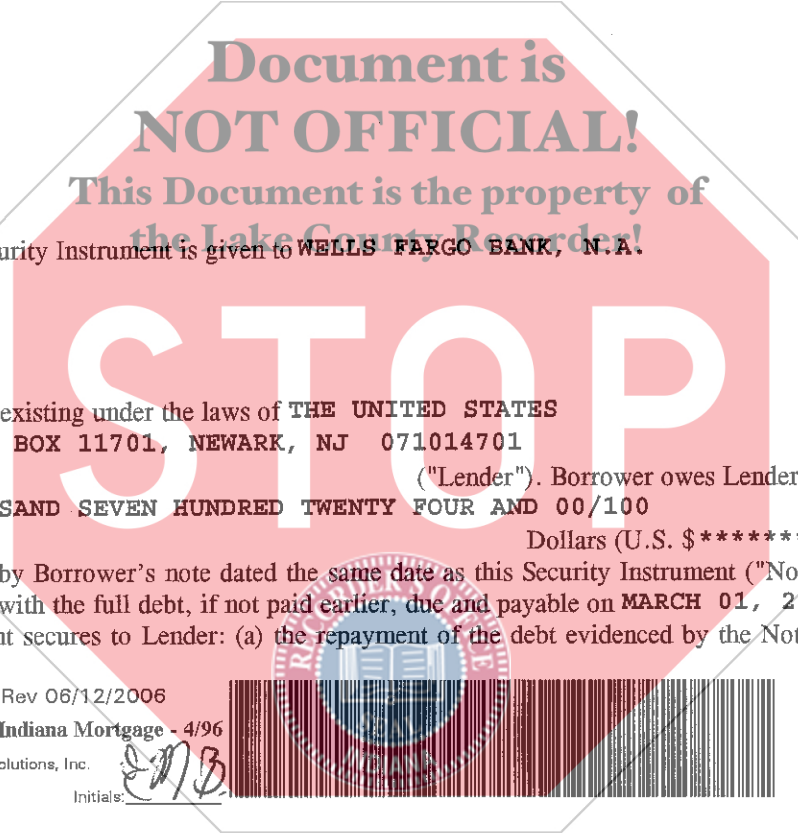 Document is
NOT OFFICIAL!
This Document is the property of
the Lake County Recorder!
urity Instrument is given to WELLS FARGO BANK, N.A.
STOP
existing under the laws of THE UNITED STATES
BOX 11701, NEWARK, NJ 071014701
("Lender"). Borrower owes Lender
SAND SEVEN HUNDRED TWENTY FOUR AND 00/100
Dollars (U.S. $*******
by Borrower's note dated the same date as this Security Instrument ("No
with the full debt, if not paid earlier, due and payable on MARCH 01, 2
nt secures to Lender: (a) the repayment of the debt evidenced by the Not
RECORDER'S OFFICE
SEAL
INDIANA
Rev 06/12/2006
Indiana Mortgage - 4/96
olutions, Inc.
Initials: